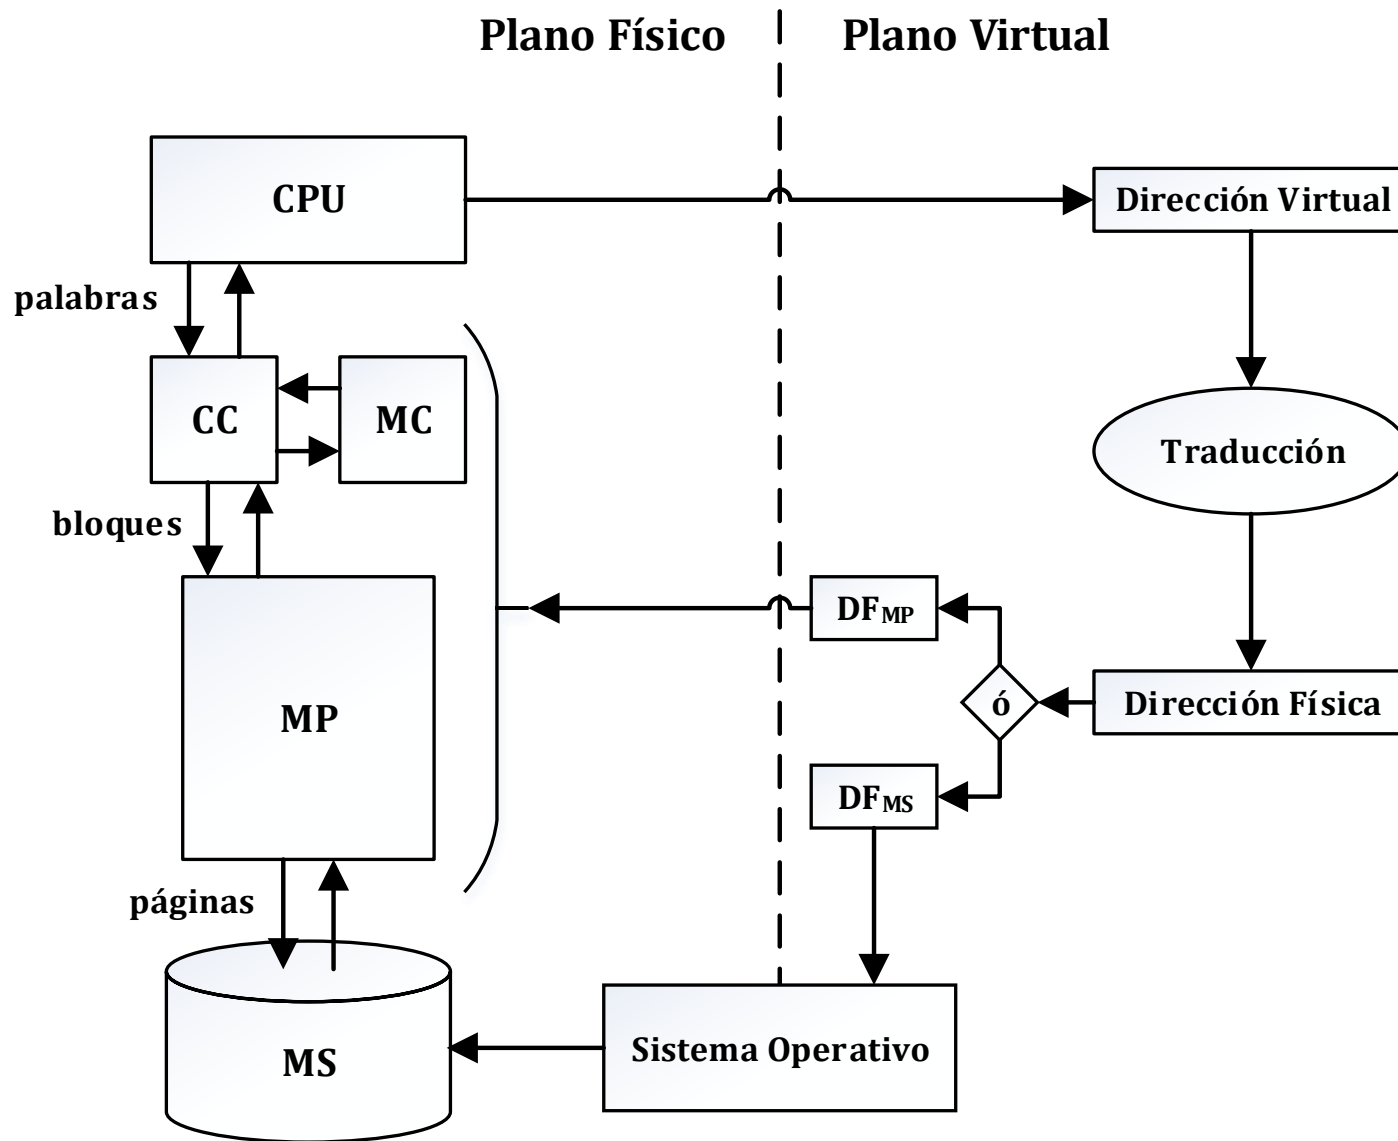 Plano Físico
Plano Virtual
CPU
Dirección Virtual
palabras
CC
MC
Traducción
bloques
DFMP
MP
ó
Dirección Física
DFMS
páginas
MS
Sistema Operativo